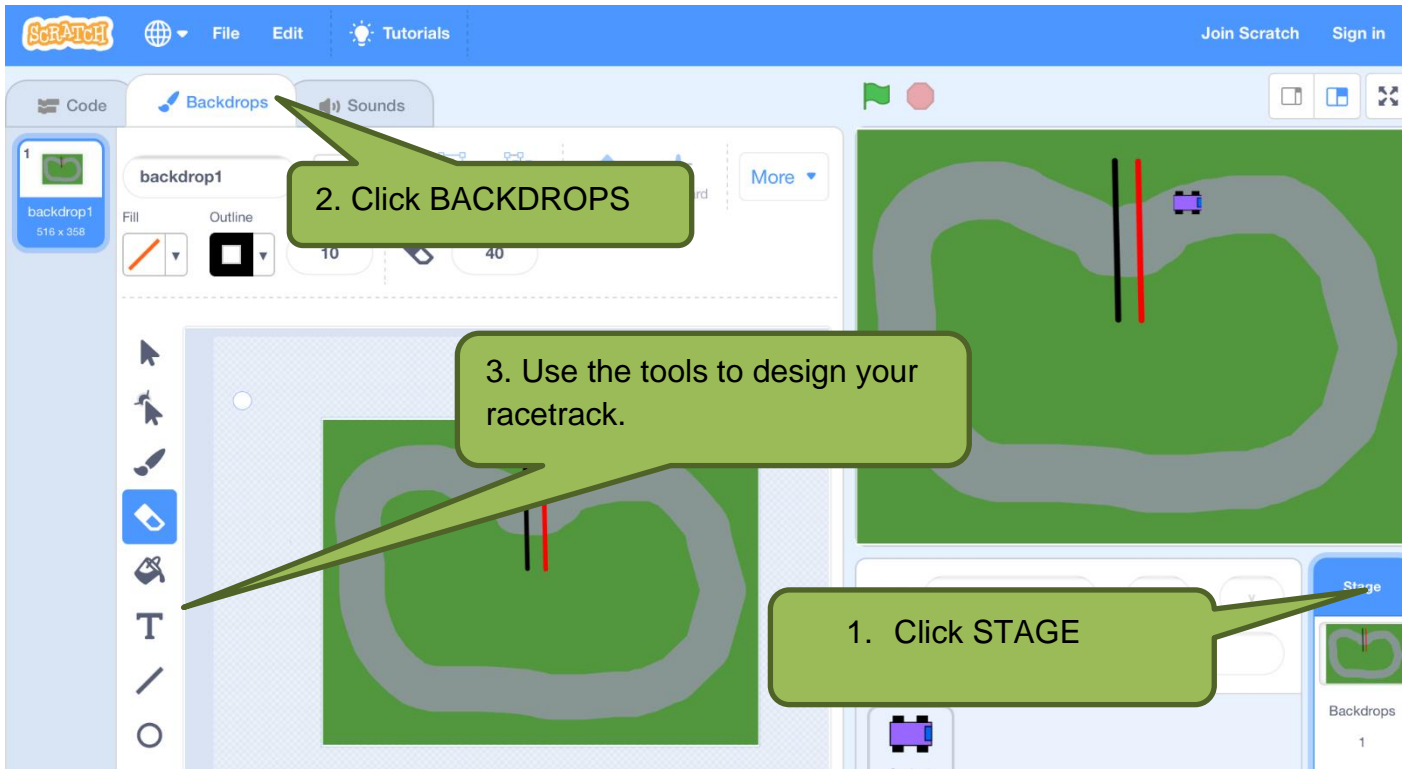 SCRATCH File Edit Tutorials Join Scratch Sign in
Code Backdrops Sounds
1
backdrop1
516 x 358
backdrop1
More
Fill Outline
10 40
2. Click BACKDROPS
3. Use the tools to design your
racetrack.
T
1. Click STAGE
Stage
Backdrops
1